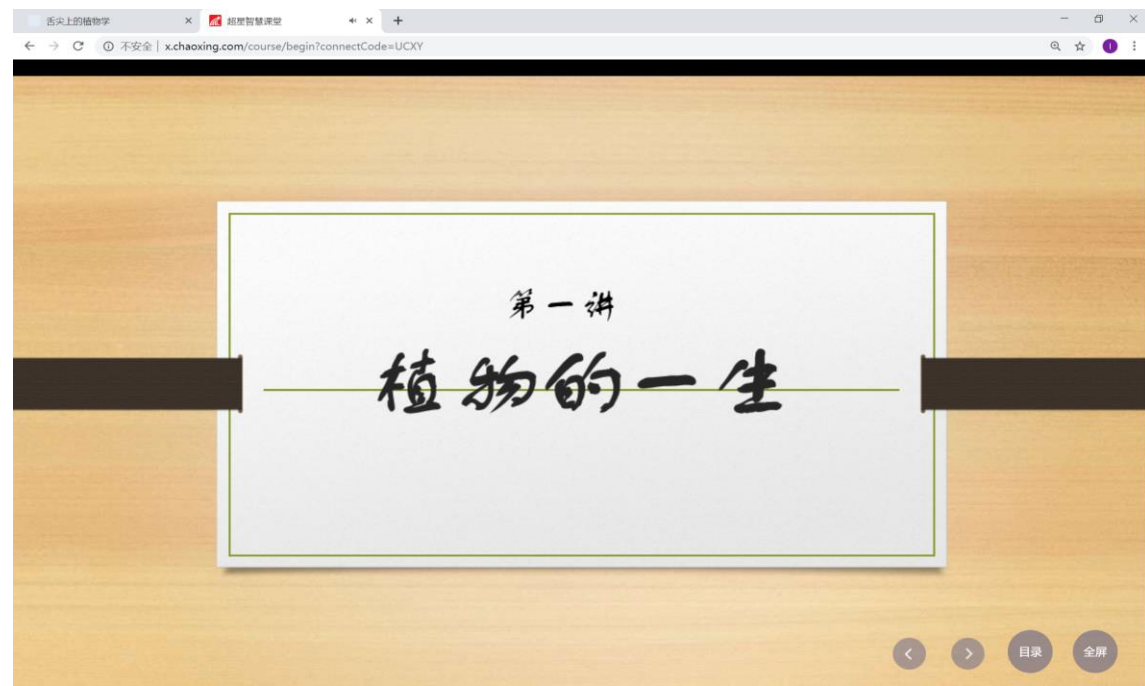 舌尖上的植物学
超星智慧课堂
不安全 | x.chaoxing.com/course/begin?connectCode=UCXY
第一讲
植物的一生
目录
全屏